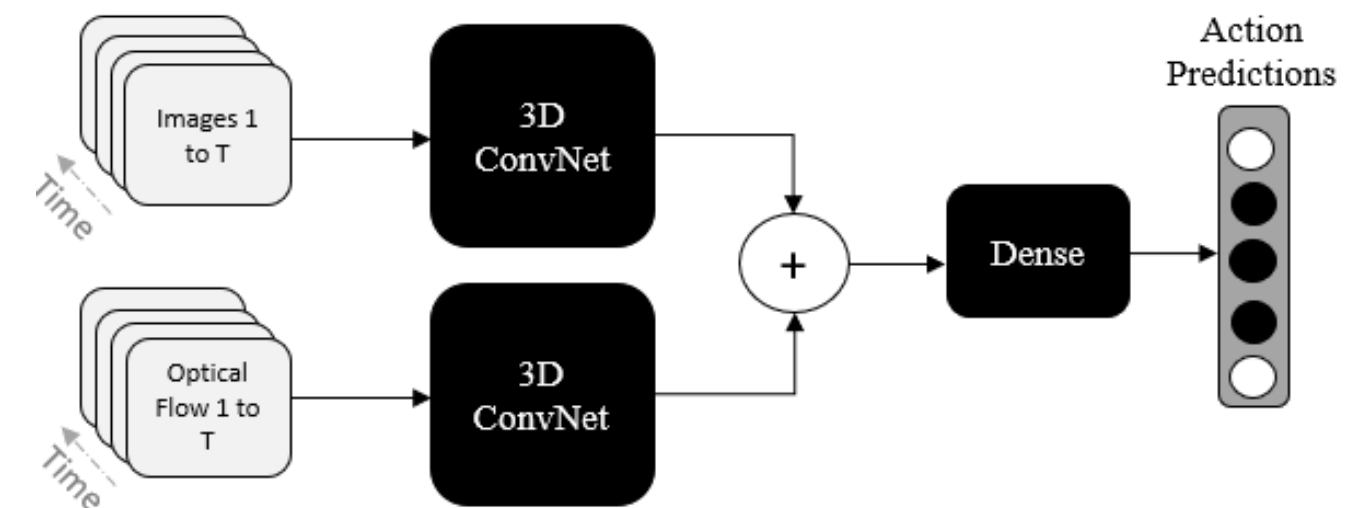 Images 1
to T
Time
3D
ConvNet
Optical
Flow 1 to
T
Time
3D
ConvNet
+
Dense
Action
Predictions